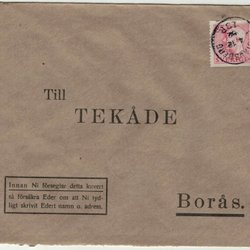 Till
TEKÅDE
Innan Ni Reseglar detta kuvert
så försäkra Eder om att Ni tyd-
ligt skrivit Edert namn o. adress.
Borås.